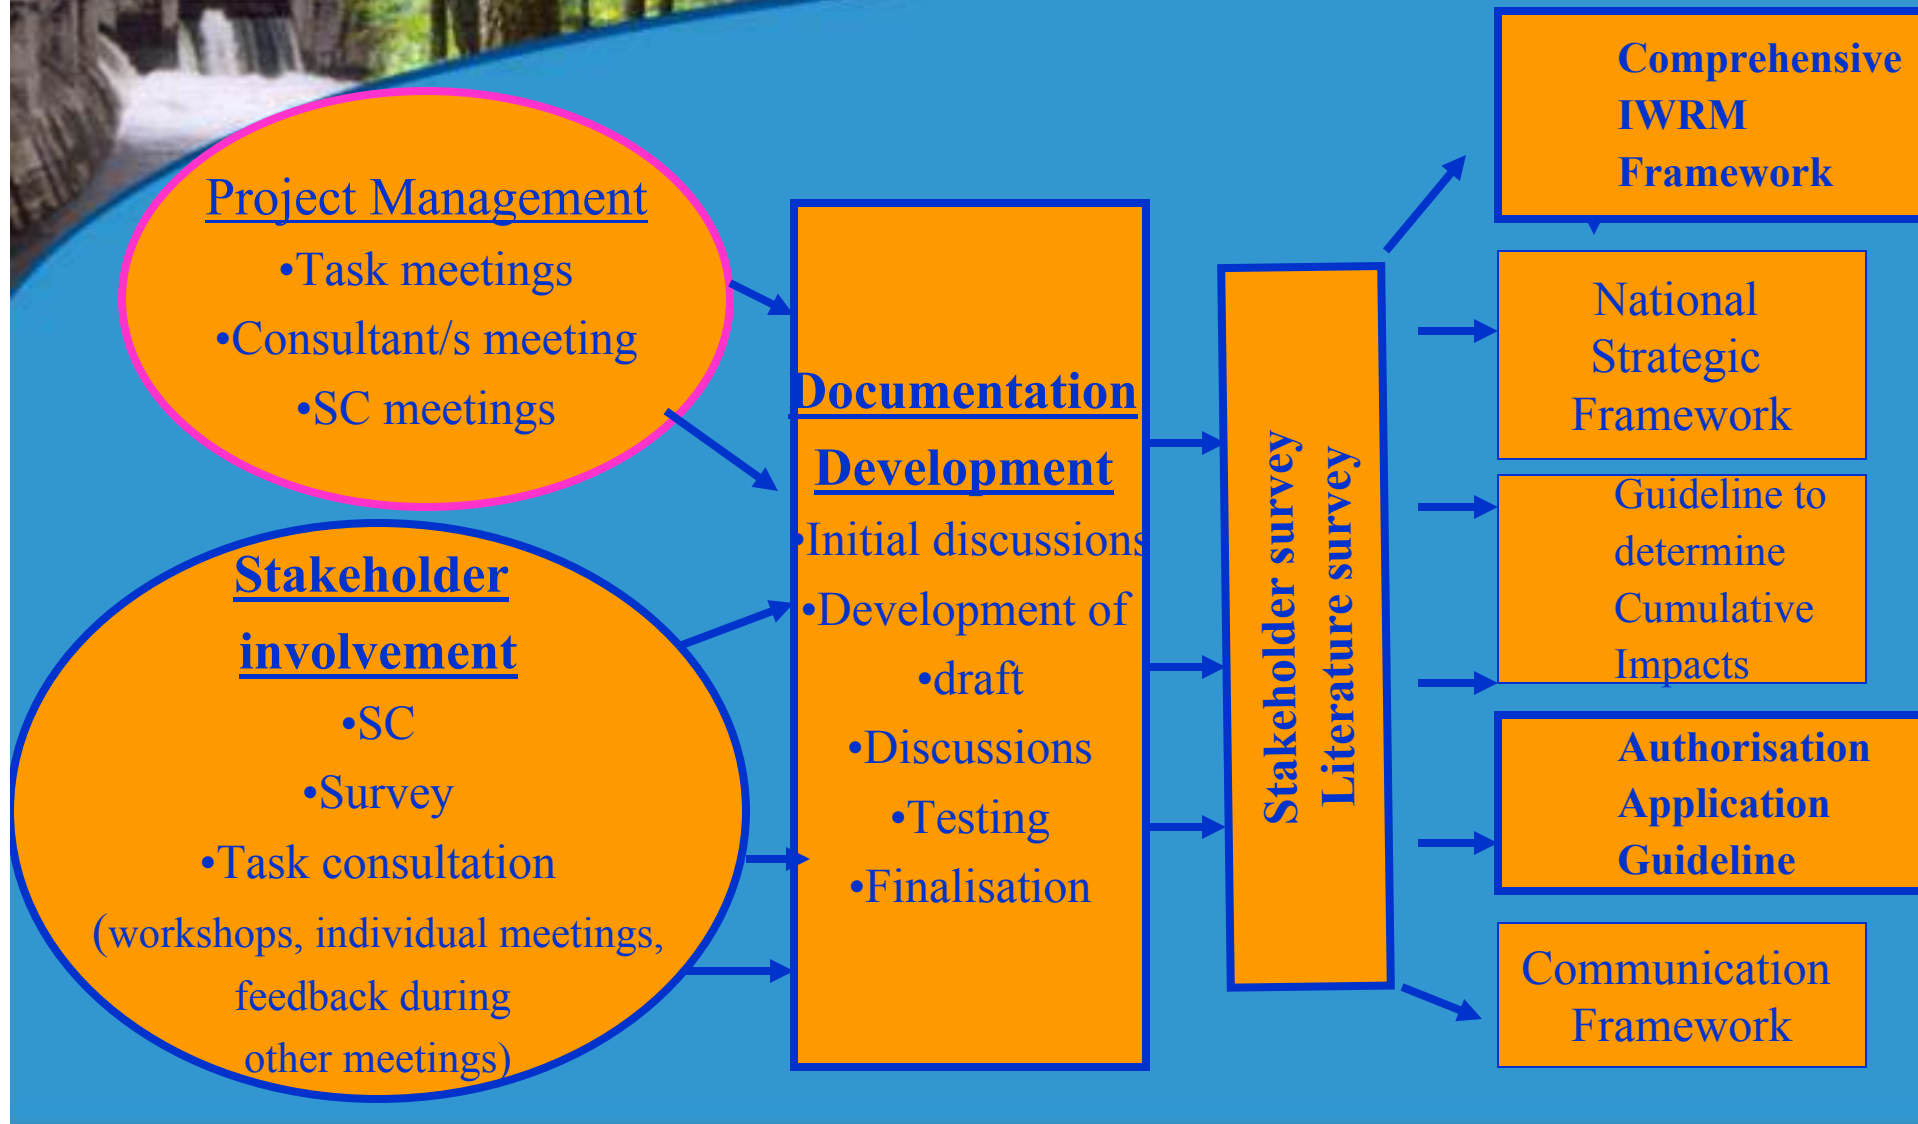 Project Management
•Task meetings
•Consultant/s meeting
•SC meetings
Stakeholder
involvement
•SC
•Survey
•Task consultation
(workshops, individual meetings,
feedback during
other meetings)
Documentation
Development
•Initial discussions
•Development of
•draft
•Discussions
•Testing
•Finalisation
Stakeholder survey
Literature survey
Comprehensive
IWRM
Framework
National
Strategic
Framework
Guideline to
determine
Cumulative
Impacts
Authorisation
Application
Guideline
Communication
Framework